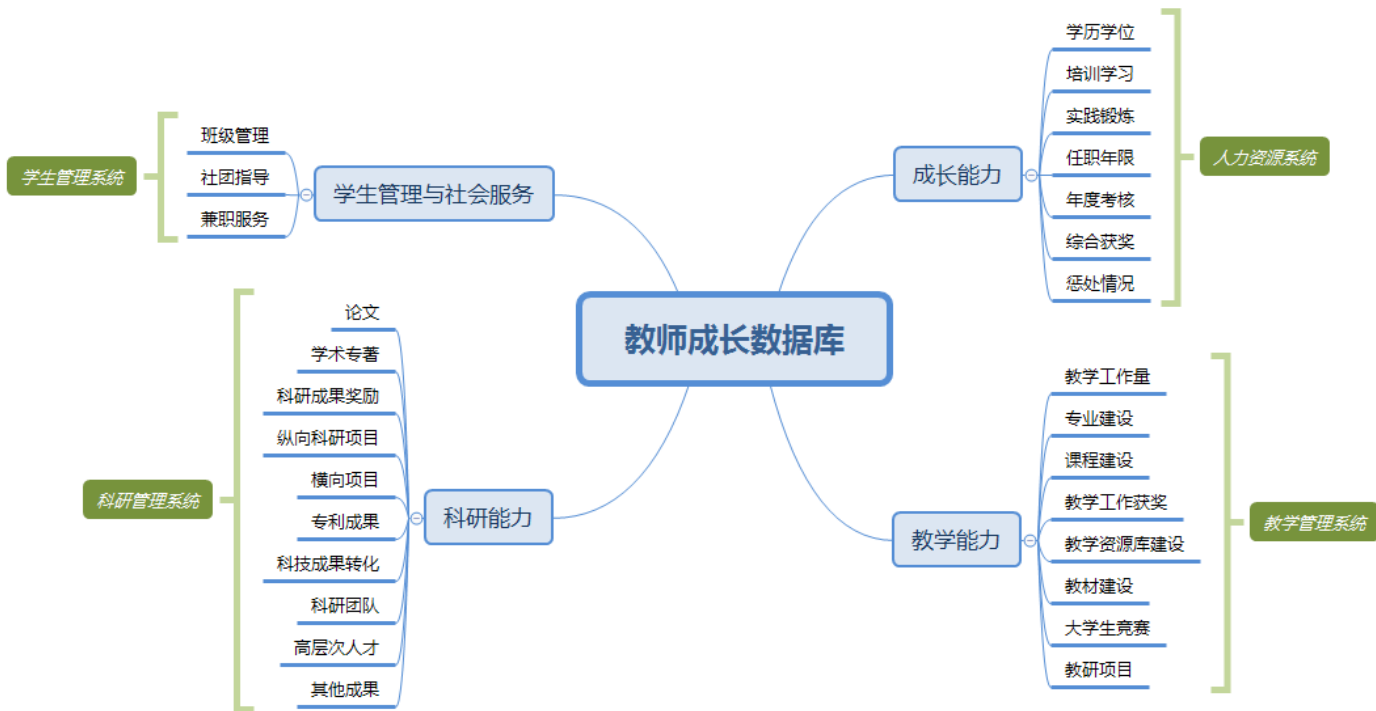 教师成长数据库
成长能力
学历学位
培训学习
实践锻炼
任职年限
年度考核
综合获奖
惩处情况
人力资源系统
教学能力
教学工作量
专业建设
课程建设
教学工作获奖
教学资源库建设
教材建设
大学生竞赛
教研项目
教学管理系统
学生管理与社会服务
班级管理
社团指导
兼职服务
学生管理系统
科研能力
论文
学术专著
科研成果奖励
纵向科研项目
横向项目
专利成果
科技成果转化
科研团队
高层次人才
其他成果
科研管理系统